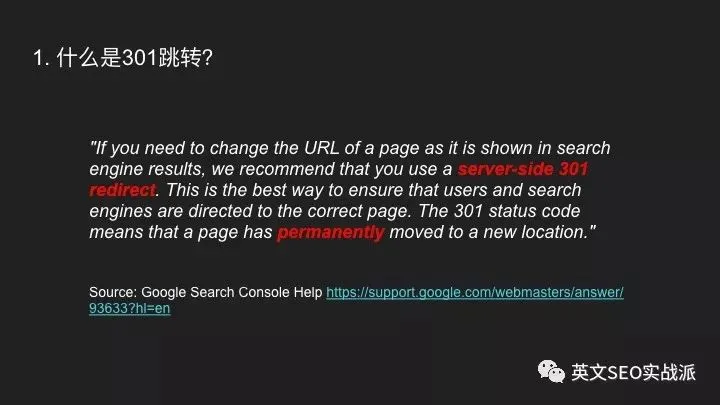 1. 什么是301跳转?
"If you need to change the URL of a page as it is shown in search
engine results, we recommend that you use a server-side 301
redirect. This is the best way to ensure that users and search
engines are directed to the correct page. The 301 status code
means that a page has permanently moved to a new location."
Source: Google Search Console Help https://support.google.com/webmasters/answer/
93633?hl=en
英文SEO实战派